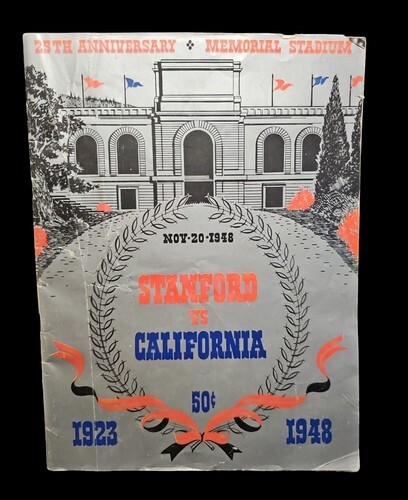 25TH ANNIVERSARY ❖ MEMORIAL STADIUM
NOV-20-1948
STANFORD
VS
CALIFORNIA
50¢
1923 1948